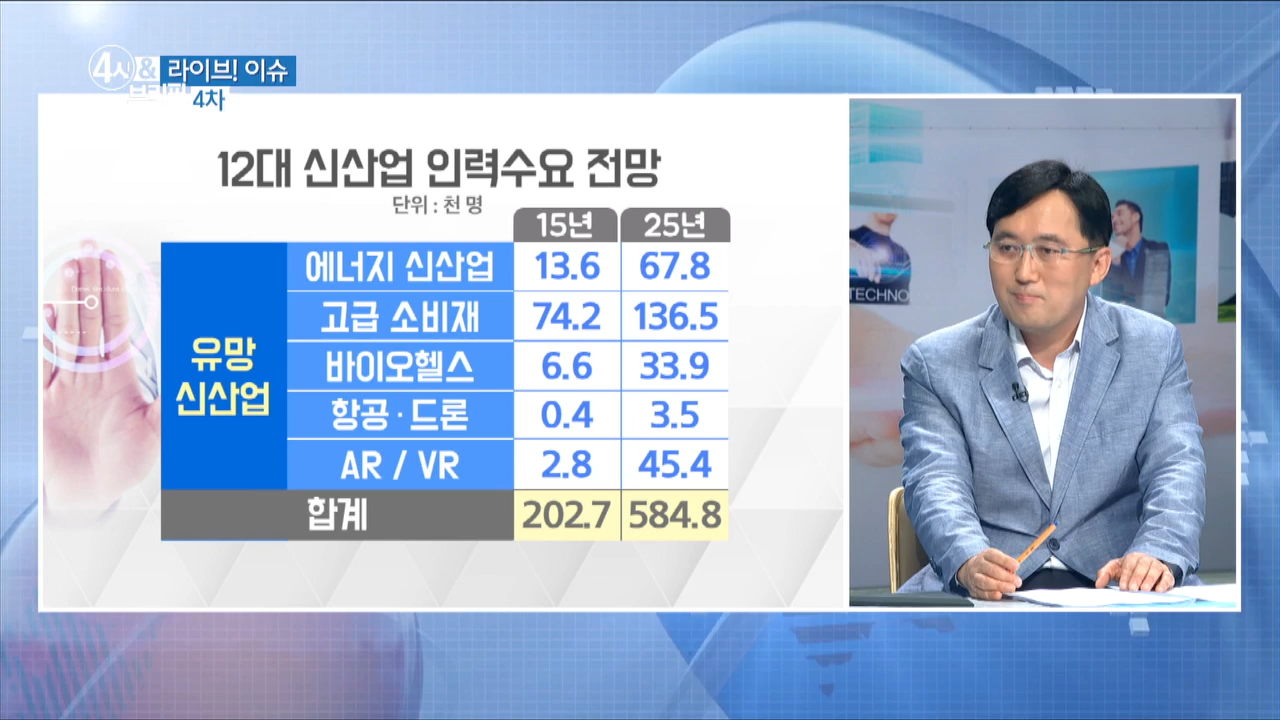 4시& 라이브! 이슈
브리핑 4차
12대 신산업 인력수요 전망
단위 : 천 명
15년 25년
유망 신산업
에너지 신산업 13.6 67.8
고급 소비재 74.2 136.5
바이오헬스 6.6 33.9
항공·드론 0.4 3.5
AR / VR 2.8 45.4
합계 202.7 584.8
TECHNO